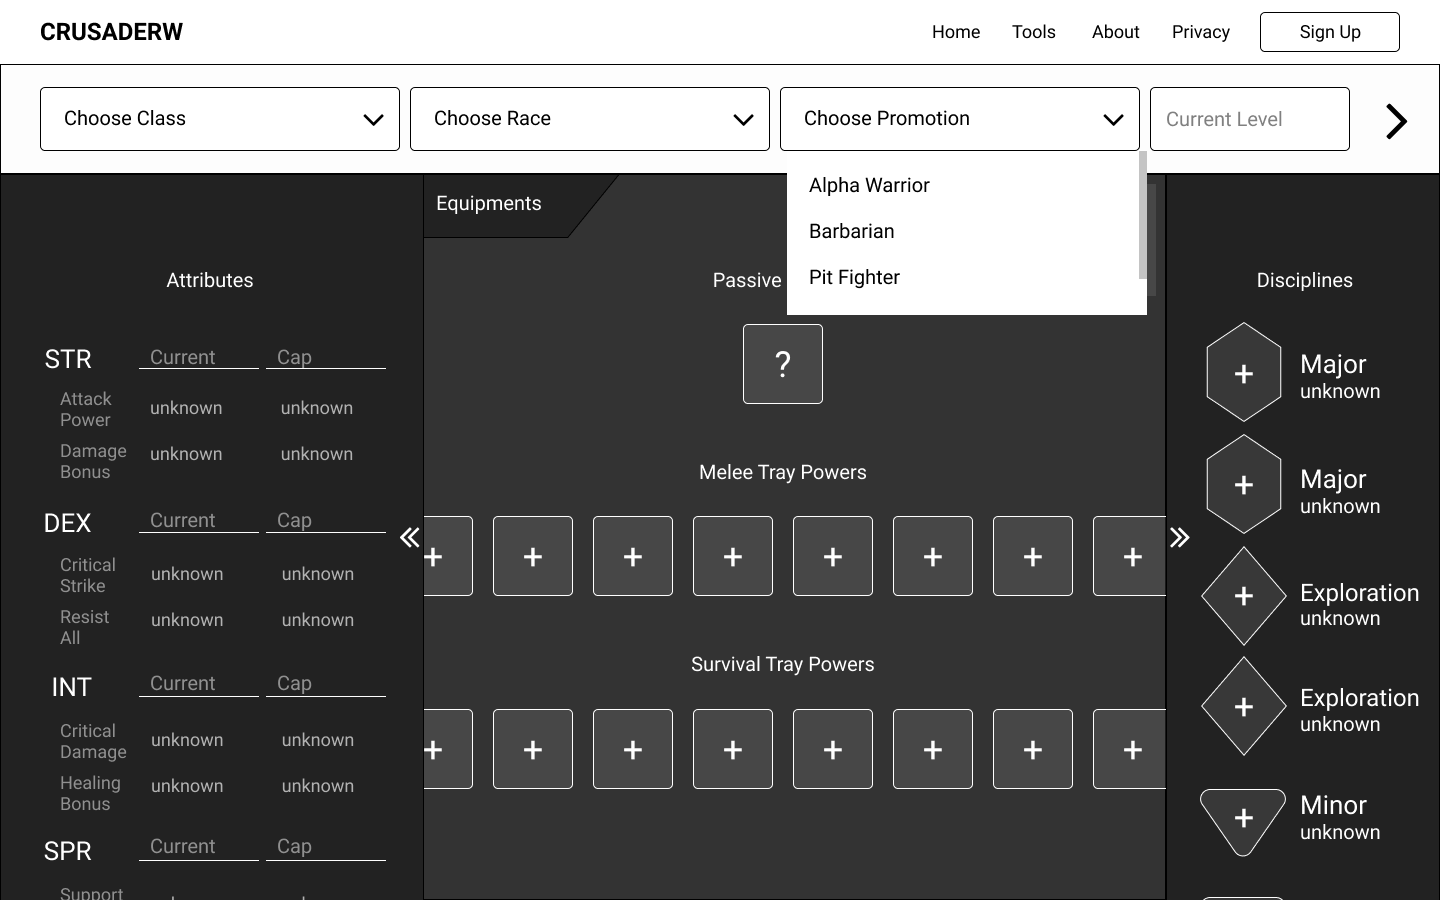 CRUSADERW
Home Tools About Privacy Sign Up
Choose Class Choose Race Choose Promotion Current Level
Alpha Warrior
Barbarian
Pit Fighter
Equipments
Attributes
STR Current Cap
Attack
Power unknown unknown
Damage
Bonus unknown unknown
DEX Current Cap
Critical
Strike unknown unknown
Resist
All unknown unknown
INT Current Cap
Critical
Damage unknown unknown
Healing
Bonus unknown unknown
SPR Current Cap
Support
Passive
?
Melee Tray Powers
+ + + + + + + +
Survival Tray Powers
+ + + + + + + +
Disciplines
+ Major
unknown
+ Major
unknown
+ Exploration
unknown
+ Exploration
unknown
+ Minor
unknown